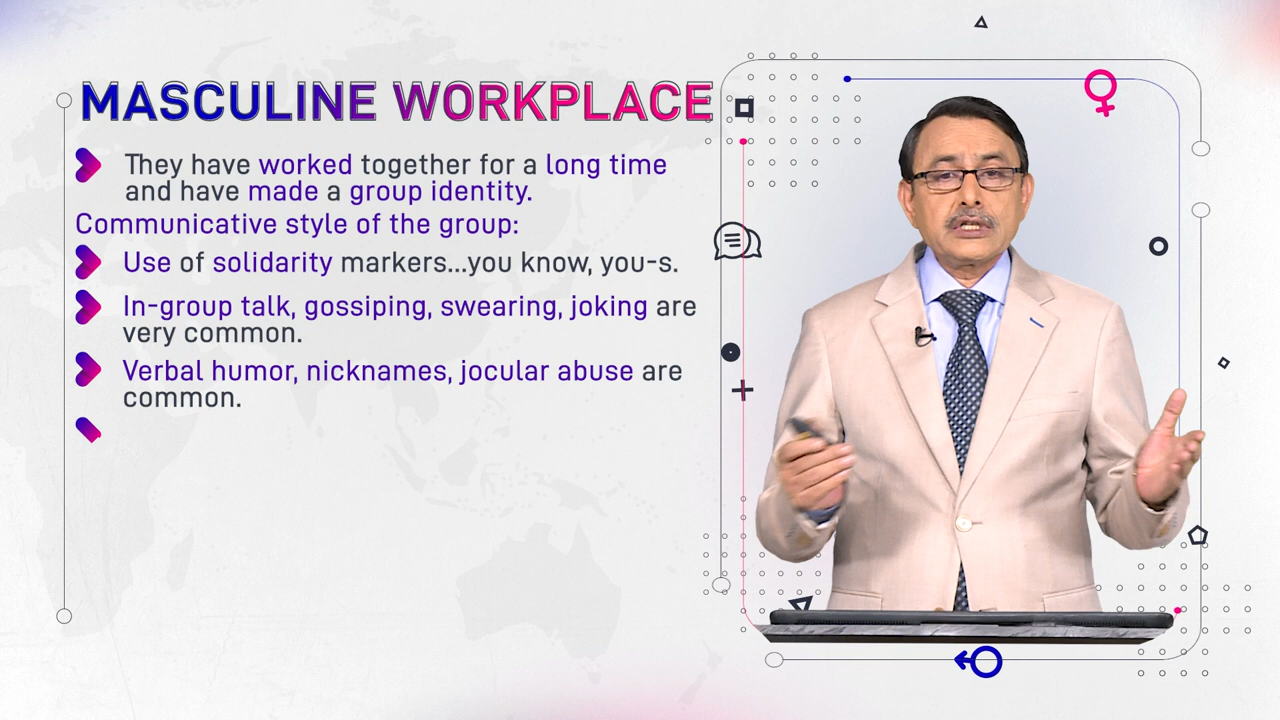 MASCULINE WORKPLACE
They have worked together for a long time
and have made a group identity.
Communicative style of the group:
Use of solidarity markers...you know, you-s.
In-group talk, gossiping, swearing, joking are
very common.
Verbal humor, nicknames, jocular abuse are
common.